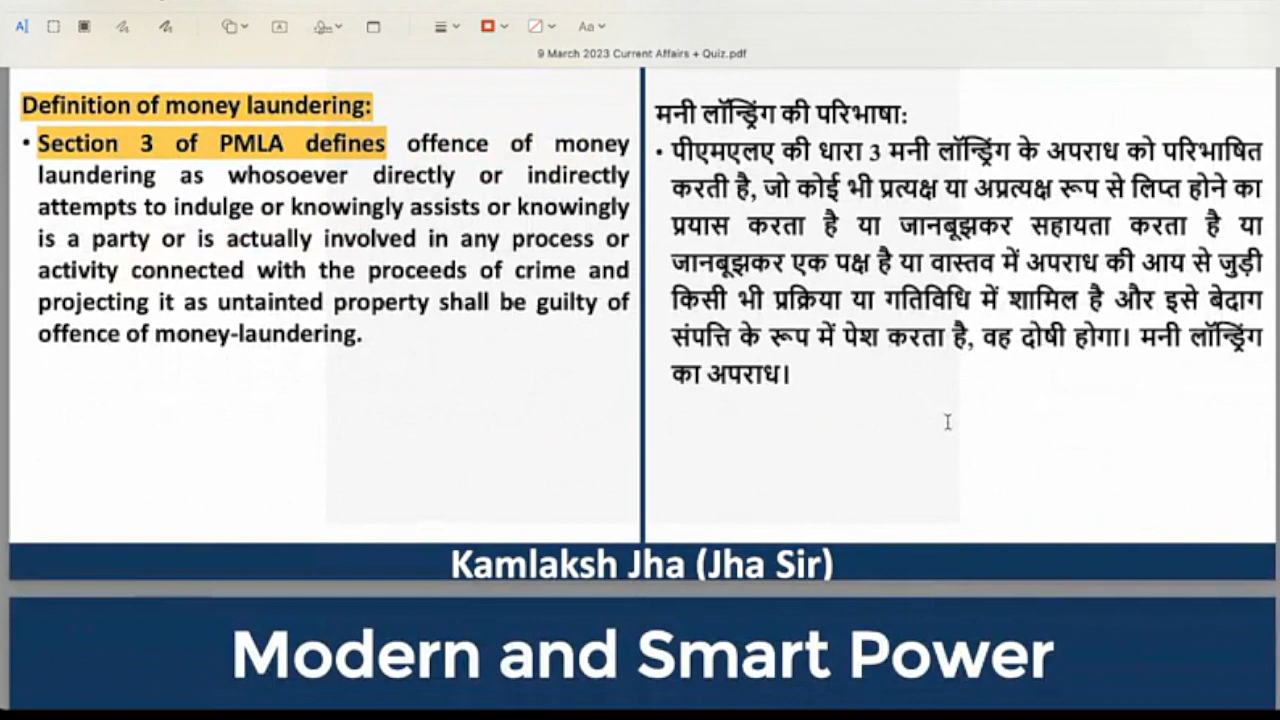 9 March 2023 Current Affairs + Quiz.pdf
Definition of money laundering:
• Section 3 of PMLA defines offence of money
laundering as whosoever directly or indirectly
attempts to indulge or knowingly assists or knowingly
is a party or is actually involved in any process or
activity connected with the proceeds of crime and
projecting it as untainted property shall be guilty of
offence of money-laundering.
मनी लॉन्ड्रिंग की परिभाषा:
• पीएमएलए की धारा 3 मनी लॉन्ड्रिंग के अपराध को परिभाषित
करती है, जो कोई भी प्रत्यक्ष या अप्रत्यक्ष रूप से लिप्त होने का
प्रयास करता है या जानबूझकर सहायता करता है या
जानबूझकर एक पक्ष है या वास्तव में अपराध की आय से जुड़ी
किसी भी प्रक्रिया या गतिविधि में शामिल है और इसे बेदाग
संपत्ति के रूप में पेश करता है, वह दोषी होगा। मनी लॉन्ड्रिंग
का अपराध।
Kamlaksh Jha (Jha Sir)
Modern and Smart Power